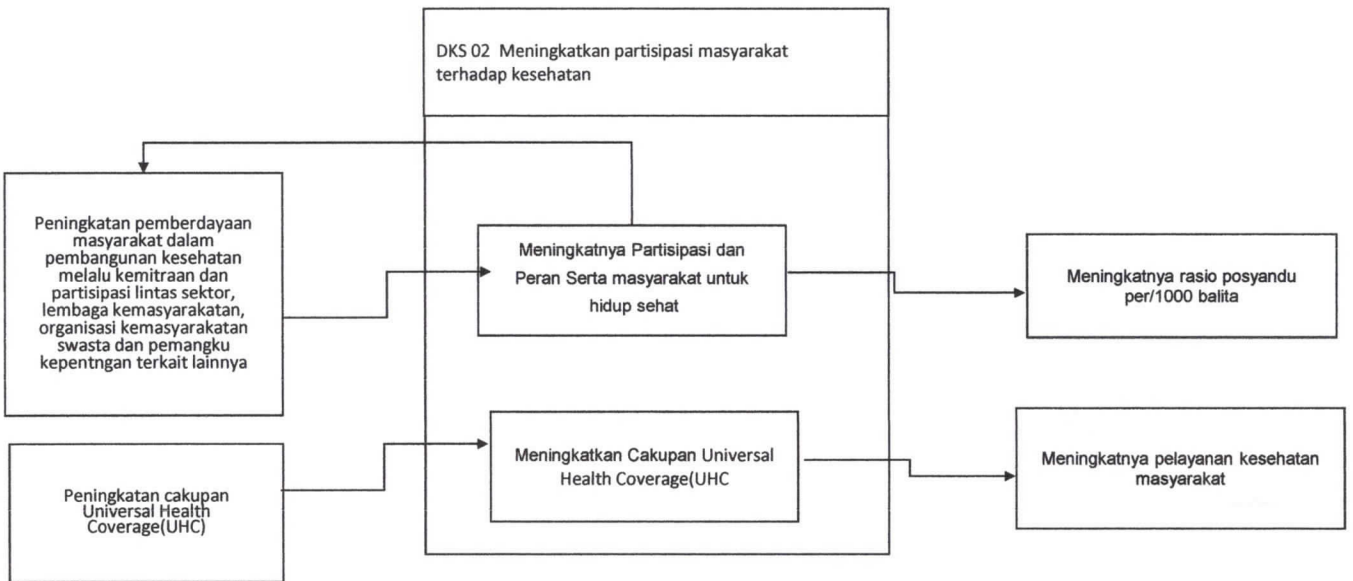 DKS 02 Meningkatkan partisipasi masyarakat
terhadap kesehatan
Peningkatan pemberdayaan
masyarakat dalam
pembangunan kesehatan
melalu kemitraan dan
partisipasi lintas sektor,
lembaga kemasyarakatan,
organisasi kemasyarakatan
swasta dan pemangku
kepentngan terkait lainnya
Meningkatnya Partisipasi dan
Peran Serta masyarakat untuk
hidup sehat
Meningkatnya rasio posyandu
per/1000 balita
Peningkatan cakupan
Universal Health
Coverage(UHC)
Meningkatkan Cakupan Universal
Health Coverage(UHC
Meningkatnya pelayanan kesehatan
masyarakat